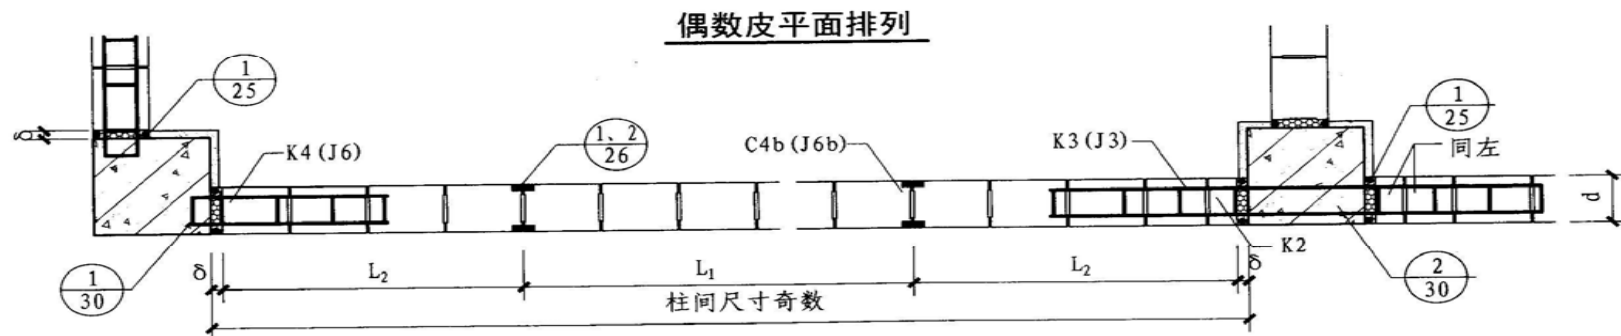 偶数皮平面排列
1
25
δ
K4(J6)
1、2
26
C4b(J6b)
K3(J3)
1
25
同左
d
K2
1
30
δ
L₂
L₁
L₂
δ
2
30
柱间尺寸奇数